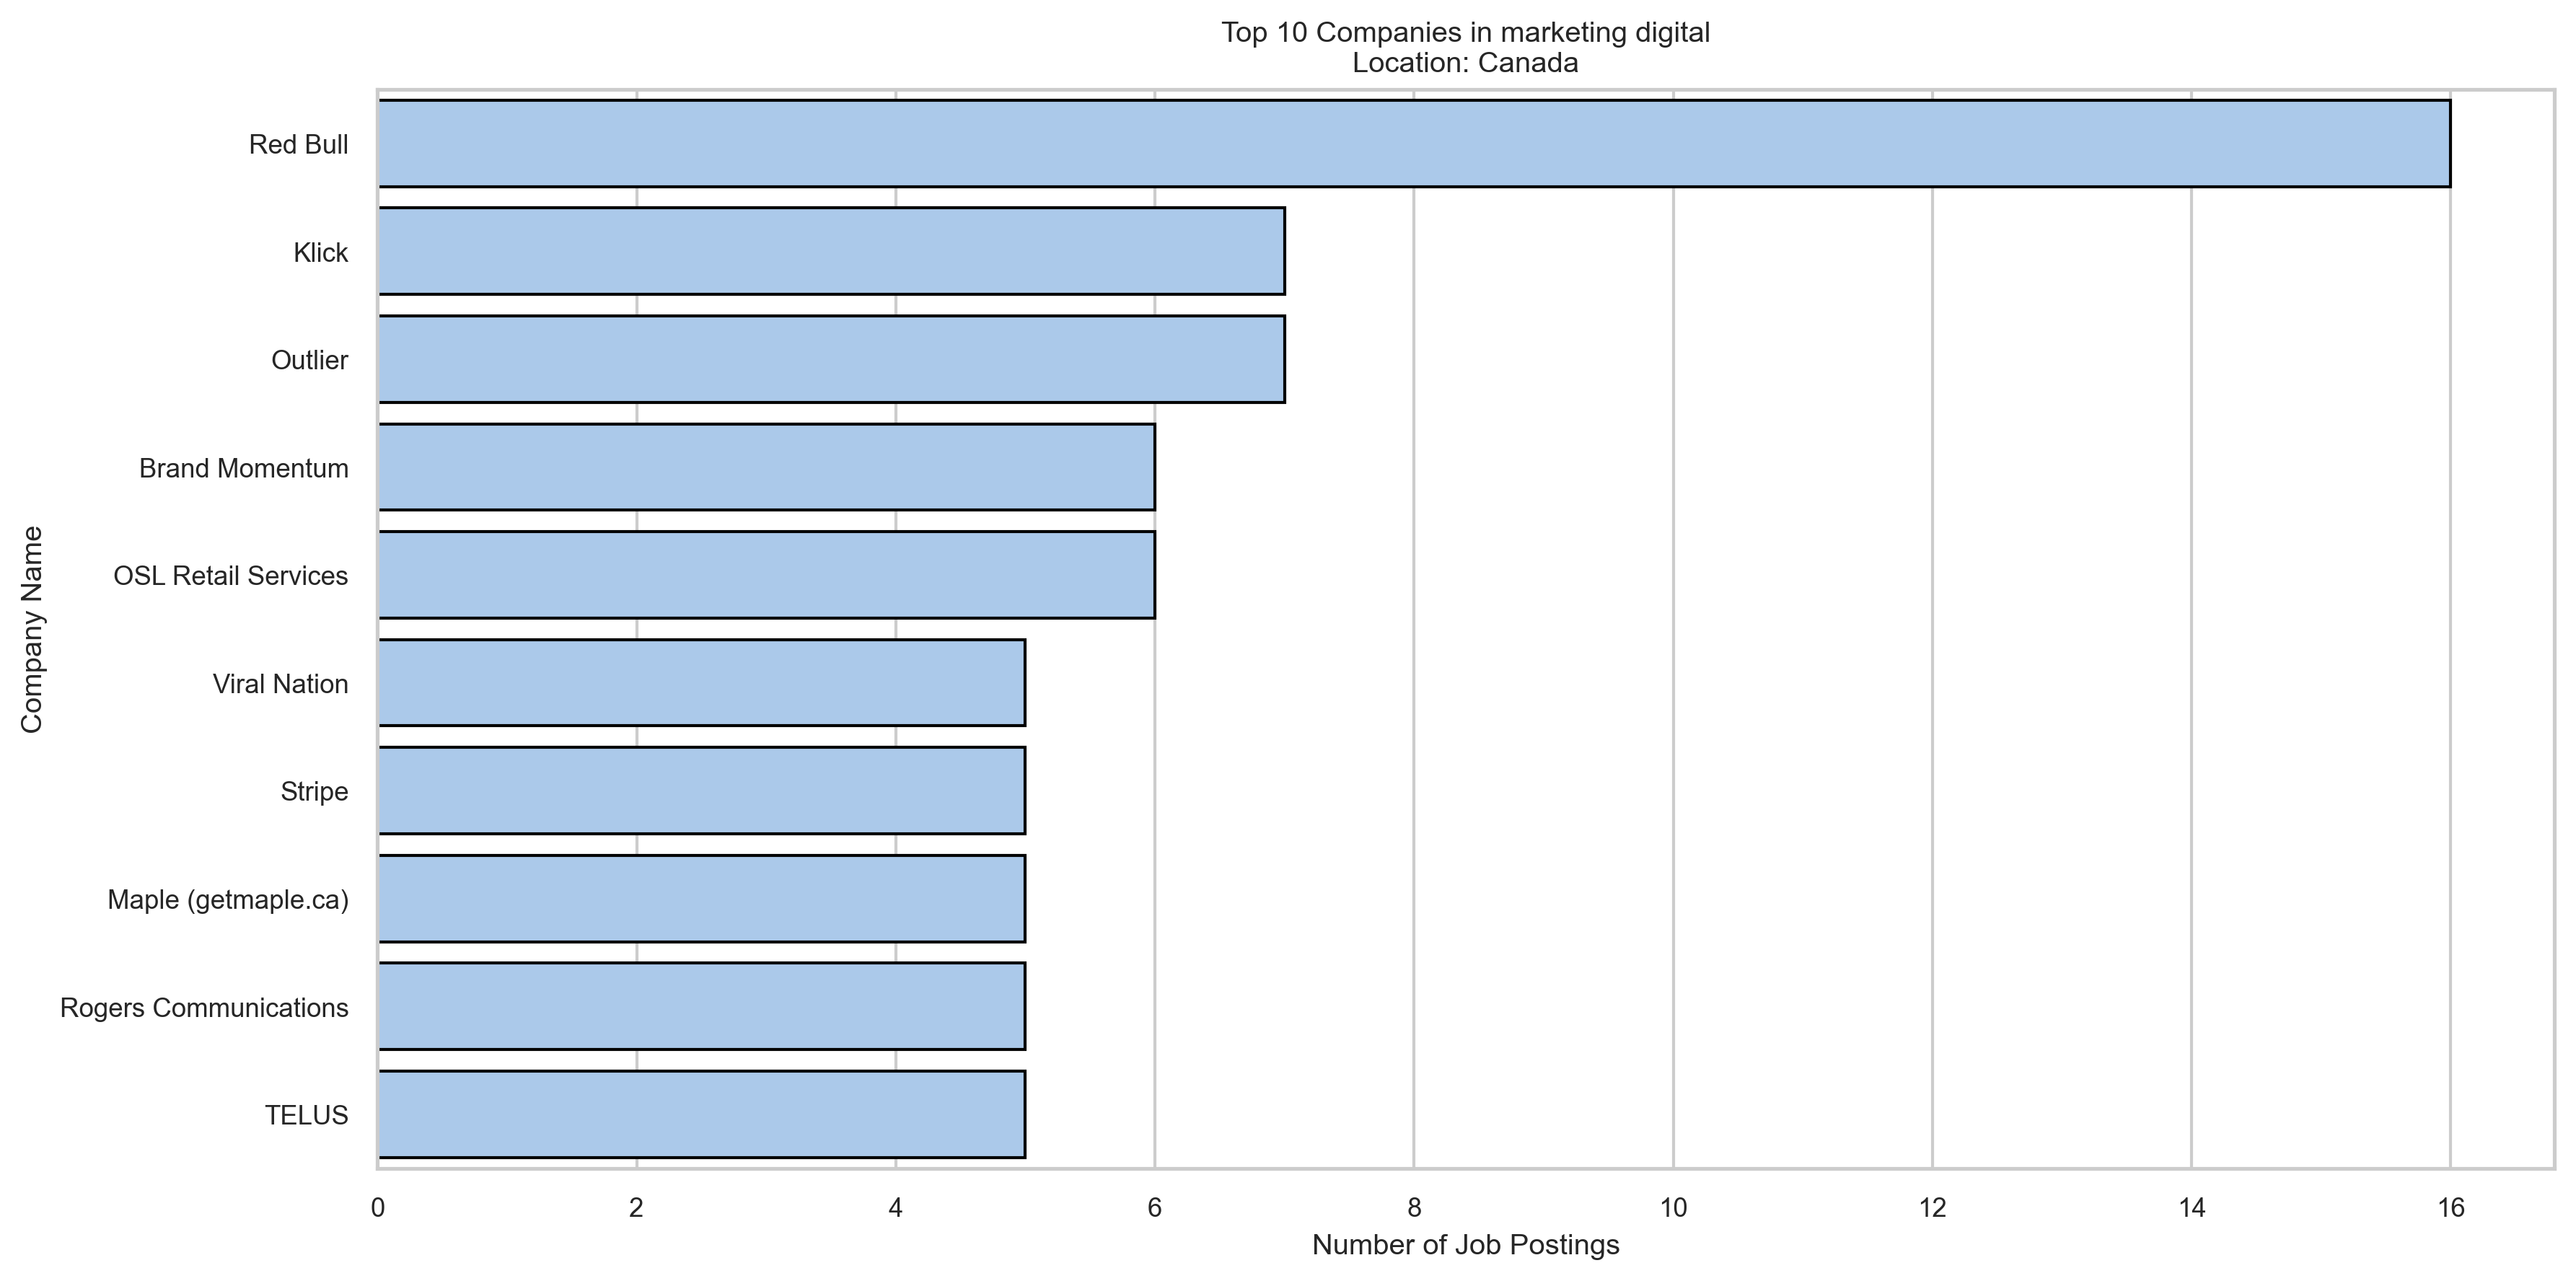 Top 10 Companies in marketing digital
Location: Canada
Company Name
Red Bull
Klick
Outlier
Brand Momentum
OSL Retail Services
Viral Nation
Stripe
Maple (getmaple.ca)
Rogers Communications
TELUS
0 2 4 6 8 10 12 14 16
Number of Job Postings